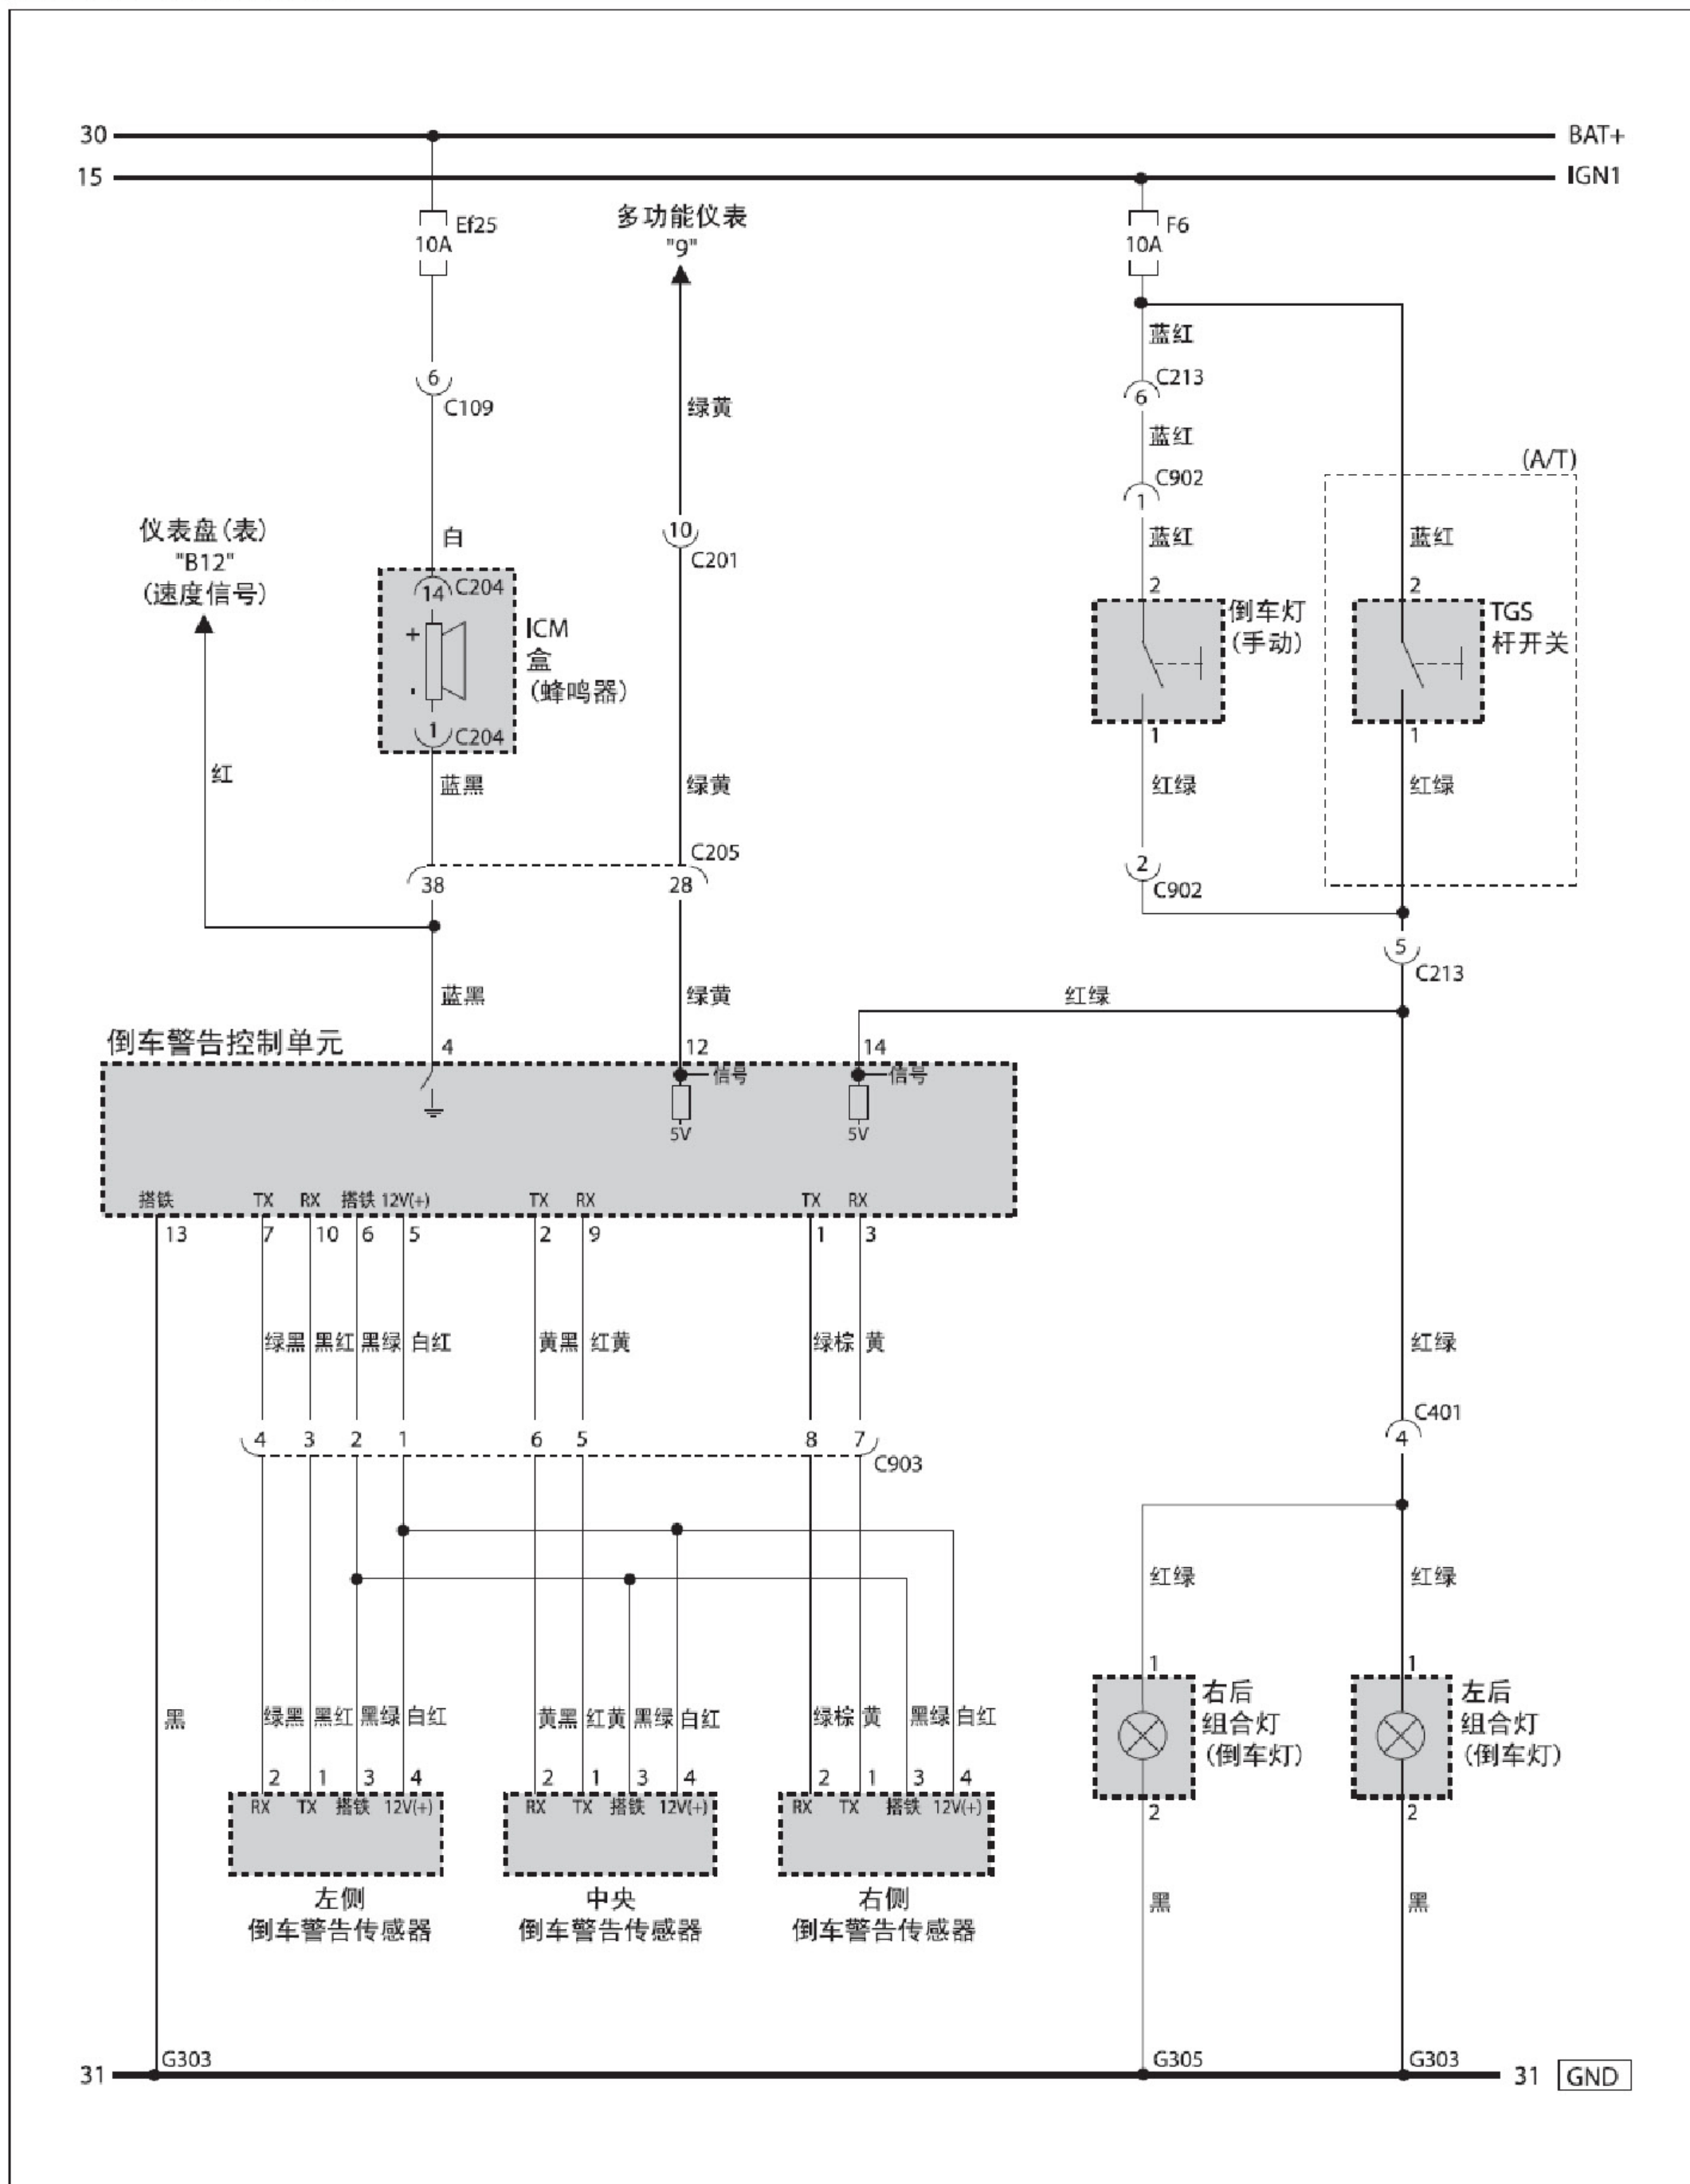 30 BAT+
15 IGN1
Ef25
10A
多功能仪表
"9"
F6
10A
蓝红
C213
6
6
C109
绿黄
蓝红
(A/T)
C902
1
仪表盘(表)
"B12"
(速度信号)
白
10
C201
蓝红
蓝红
14 C204
2
2
+
-
ICM
盒
(蜂鸣器)
倒车灯
(手动)
TGS
杆开关
1 C204
1
1
红
蓝黑
绿黄
红绿
红绿
C205
38
28
2
C902
5
C213
蓝黑
绿黄
红绿
倒车警告控制单元
4 12 14
信号 信号
5V 5V
搭铁 TX RX 搭铁 12V(+) TX RX TX RX
13 7 10 6 5 2 9 1 3
绿黑 黑红 黑绿 白红 黄黑 红黄 绿棕 黄 红绿
C401
4
4 3 2 1 6 5 8 7
C903
红绿 红绿
1 1
右后
组合灯
(倒车灯)
左后
组合灯
(倒车灯)
黑 绿黑 黑红 黑绿 白红 黄黑 红黄 黑绿 白红 绿棕 黄 黑绿 白红
2 1 3 4 2 1 3 4 2 1 3 4
RX TX 搭铁 12V(+) RX TX 搭铁 12V(+) RX TX 搭铁 12V(+)
2 2
左侧
倒车警告传感器
中央
倒车警告传感器
右侧
倒车警告传感器
黑 黑
G303 G305 G303
31 31 GND